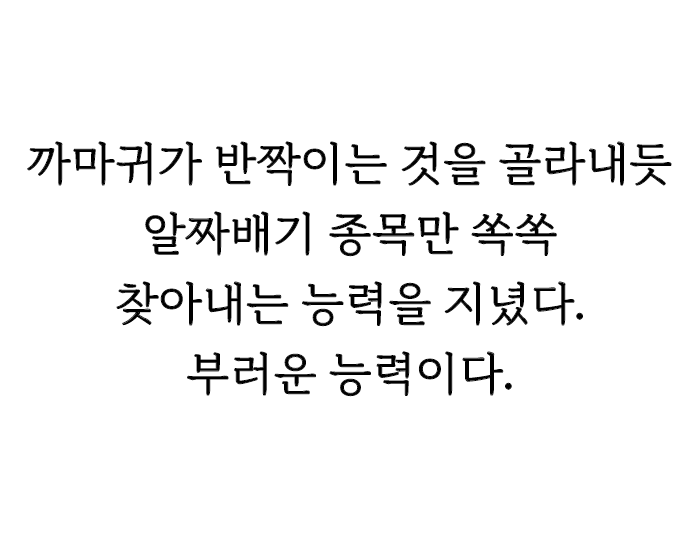 까마귀가 반짝이는 것을 골라내듯
알짜배기 종목만 쏙쏙
찾아내는 능력을 지녔다.
부러운 능력이다.